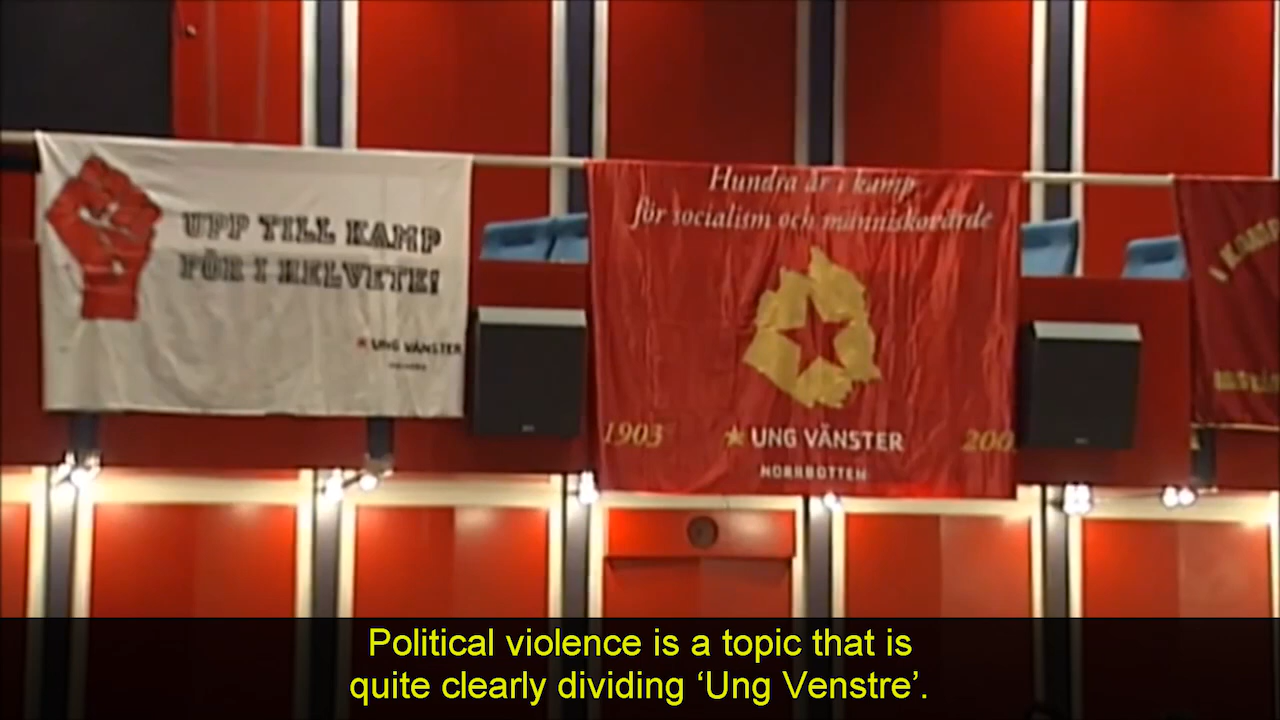 UPP TILL KAMP
FÖR I HELVETE!
★ UNG VÄNSTER
Hundra år i kamp
för socialism och människovärde
1903
★ UNG VÄNSTER
200
NORRBOTTEN
I KAMP
Political violence is a topic that is
quite clearly dividing ‘Ung Venstre’.